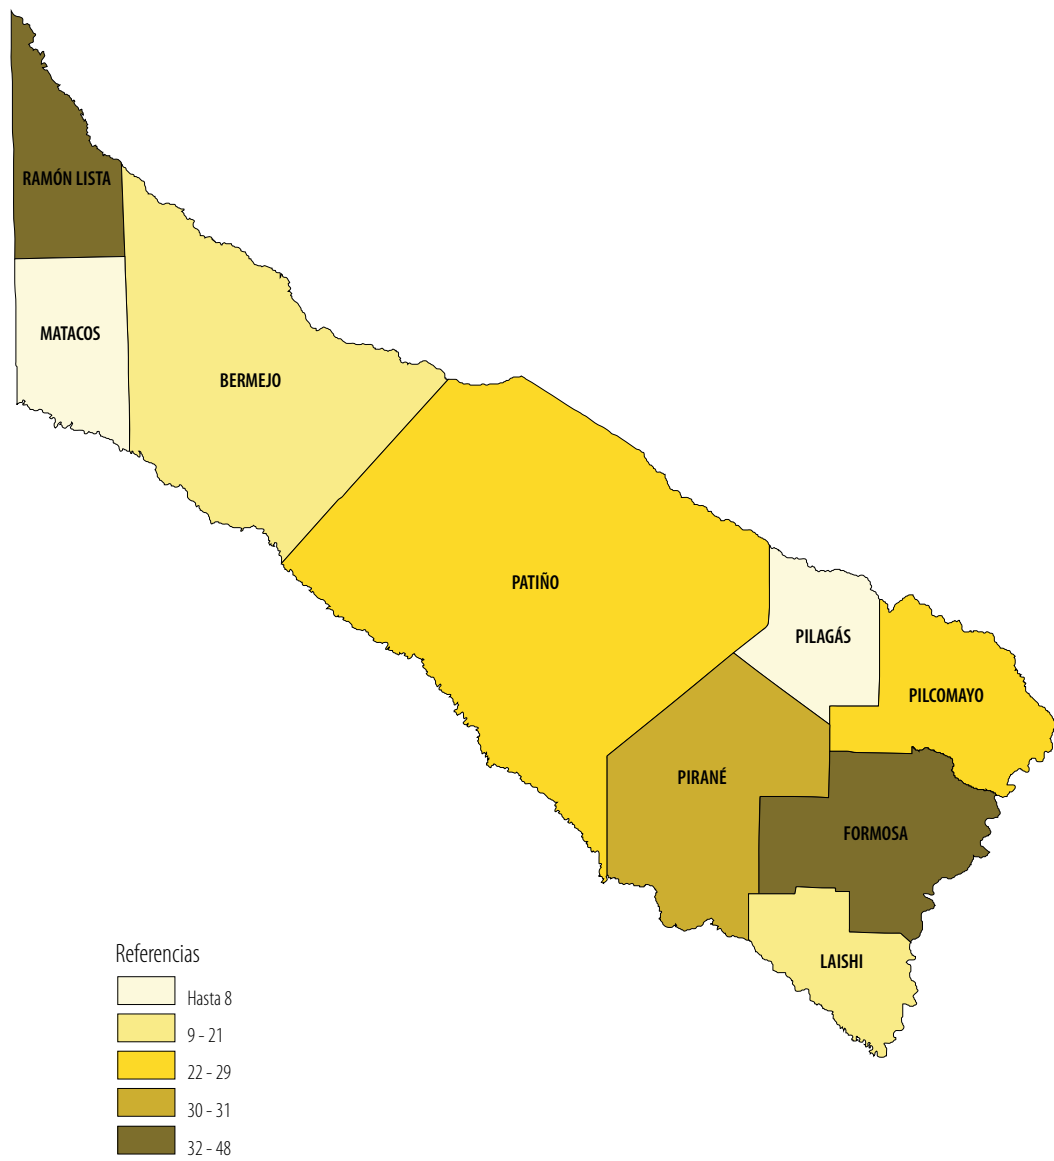 RAMÓN LISTA
MATACOS
BERMEJO
PATIÑO
PILAGÁS
PILCOMAYO
PIRANÉ
FORMOSA
LAISHI
Referencias
Hasta 8
9 - 21
22 - 29
30 - 31
32 - 48